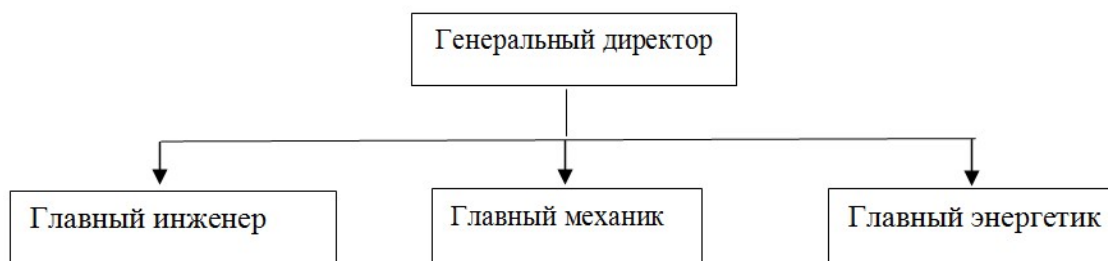 Генеральный директор
Главный инженер
Главный механик
Главный энергетик